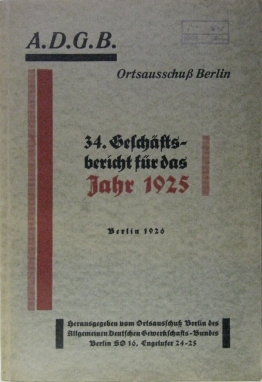 A.D.G.B.
Ortsausschuß Berlin
34. Geschäfts-
bericht für das
Jahr 1925
Berlin 1926
Herausgegeben vom Ortsausschuß Berlin des
Allgemeinen Deutschen Gewerkschafts-Bundes
Berlin SO 16, Engelufer 24-25